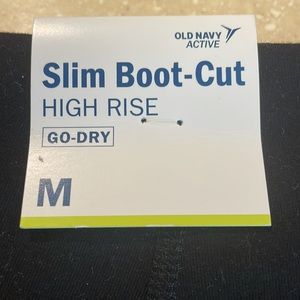 OLD NAVY
ACTIVE
Slim Boot-Cut
HIGH RISE
GO-DRY
M